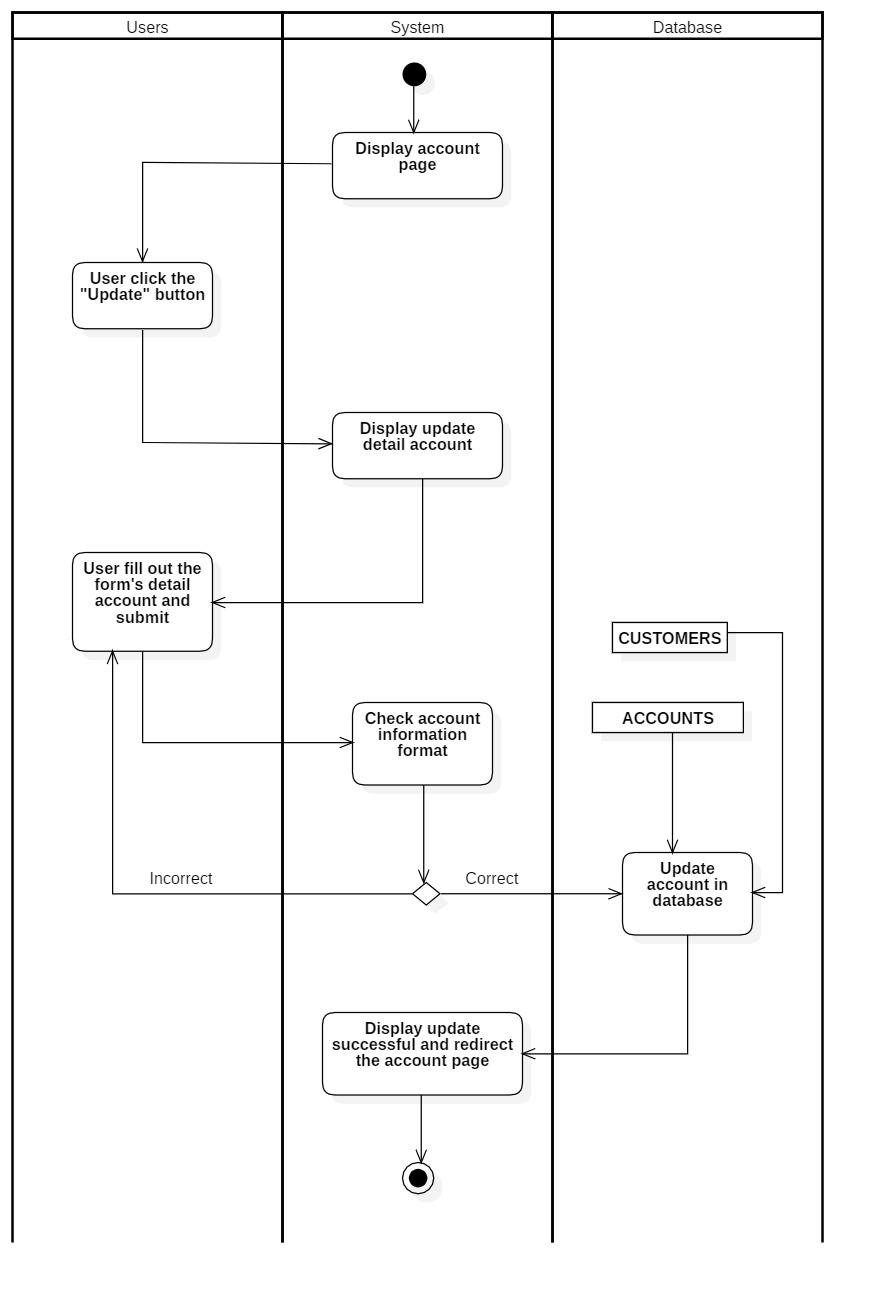 Users
System
Database
Display account
page
User click the
"Update" button
Display update
detail account
User fill out the
form's detail
account and
submit
CUSTOMERS
ACCOUNTS
Check account
information
format
Incorrect
Correct
Update
account in
database
Display update
successful and redirect
the account page